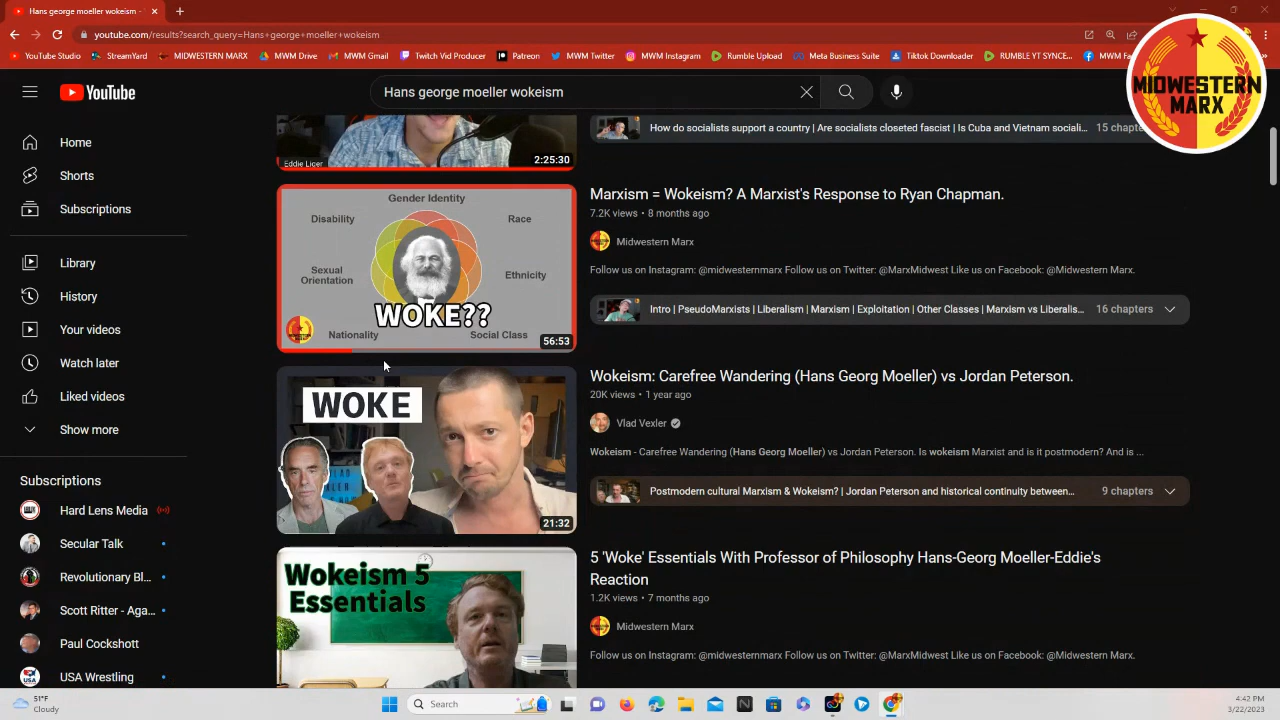 Hans george moeller wokeism -
youtube.com/results?search_query=Hans+george+moeller+wokeism
YouTube Studio
StreamYard
MIDWESTERN MARX
MWM Gmail
Twitch Vid Producer
Patreon
MWM Twitter
MWM Instagram
Rumble Upload
Meta Business Suite
Tiktok Downloader
RUMBLE YT SYNCE...
MWM Fa
MIDWESTERN
MARX
YouTube
Hans george moeller wokeism
Home
Shorts
Subscriptions
Library
History
Your videos
Watch later
Liked videos
Show more
Subscriptions
Hard Lens Media
Secular Talk
Revolutionary Bl...
Scott Ritter - Aga...
Paul Cockshott
USA Wrestling
Eddie Liger
2:25:30
How do socialists support a country | Are socialists closeted fascist | Is Cuba and Vietnam sociali...
15 chapte
Gender Identity
Disability
Race
Sexual
Orientation
Ethnicity
WOKE??
Nationality
Social Class
56:53
Marxism = Wokeism? A Marxist's Response to Ryan Chapman.
7.2K views • 8 months ago
Midwestern Marx
Follow us on Instagram: @midwesternmarx Follow us on Twitter: @MarxMidwest Like us on Facebook: @Midwestern Marx.
Intro | PseudoMarxists | Liberalism | Marxism | Exploitation | Other Classes | Marxism vs Liberalis...
16 chapters
WOKE
21:32
Wokeism: Carefree Wandering (Hans Georg Moeller) vs Jordan Peterson.
20K views • 1 year ago
Vlad Vexler
Wokeism - Carefree Wandering (Hans Georg Moeller) vs Jordan Peterson. Is wokeism Marxist and is it postmodern? And is ...
Postmodern cultural Marxism & Wokeism? | Jordan Peterson and historical continuity between...
9 chapters
Wokeism 5
Essentials
5 'Woke' Essentials With Professor of Philosophy Hans-Georg Moeller-Eddie's
Reaction
1.2K views • 7 months ago
Midwestern Marx
Follow us on Instagram: @midwesternmarx Follow us on Twitter: @MarxMidwest Like us on Facebook: @Midwestern Marx.
51°F
Cloudy
Search
4:42 PM
3/22/2023